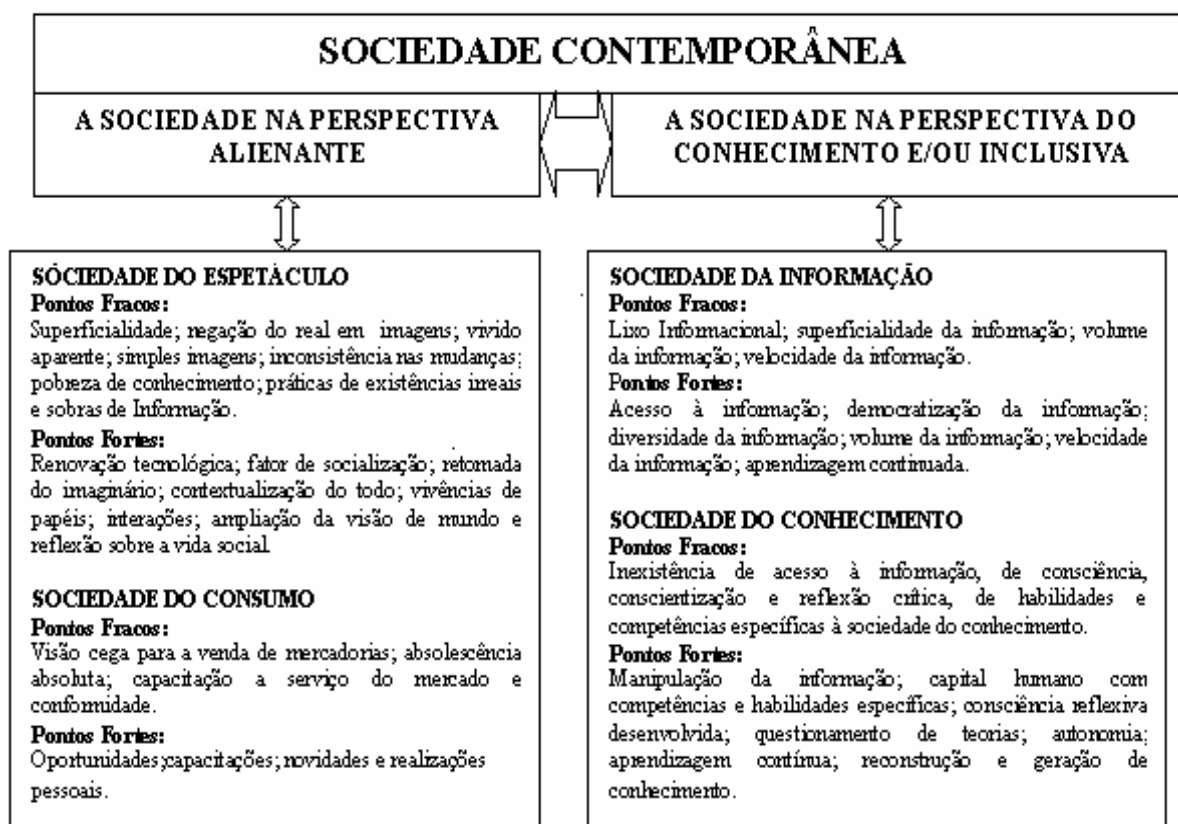 SOCIEDADE CONTEMPORÂNEA
A SOCIEDADE NA PERSPECTIVA
ALIENANTE
A SOCIEDADE NA PERSPECTIVA DO
CONHECIMENTO E/OU INCLUSIVA
SÓCIEDADE DO ESPETÁCULO
Pontos Fracos:
Superficialidade; negação do real em imagens; vivido
aparente; simples imagens; inconsistência nas mudanças;
pobreza de conhecimento; práticas de existências irreais
e sobras de Informação.
Pontos Fortes:
Renovação tecnológica; fator de socialização; retomada
do imaginário; contextualização do todo; vivências de
papéis; interações; ampliação da visão de mundo e
reflexão sobre a vida social.
SOCIEDADE DO CONSUMO
Pontos Fracos:
Visão cega para a venda de mercadorias; absolescência
absoluta; capacitação a serviço do mercado e
conformidade.
Pontos Fortes:
Oportunidades;capacitações; novidades e realizações
pessoais.
SOCIEDADE DA INFORMAÇÃO
Pontos Fracos:
Lixo Informacional; superficialidade da informação; volume
da informação; velocidade da informação.
Pontos Fortes:
Acesso à informação; democratização da informação;
diversidade da informação; volume da informação; velocidade
da informação; aprendizagem continuada.
SOCIEDADE DO CONHECIMENTO
Pontos Fracos:
Inexistência de acesso à informação, de consciência,
conscientização e reflexão crítica, de habilidades e
competências específicas à sociedade do conhecimento.
Pontos Fortes:
Manipulação da informação; capital humano com
competências e habilidades específicas; consciência reflexiva
desenvolvida; questionamento de teorias; autonomia;
aprendizagem contínua; reconstrução e geração de
conhecimento.